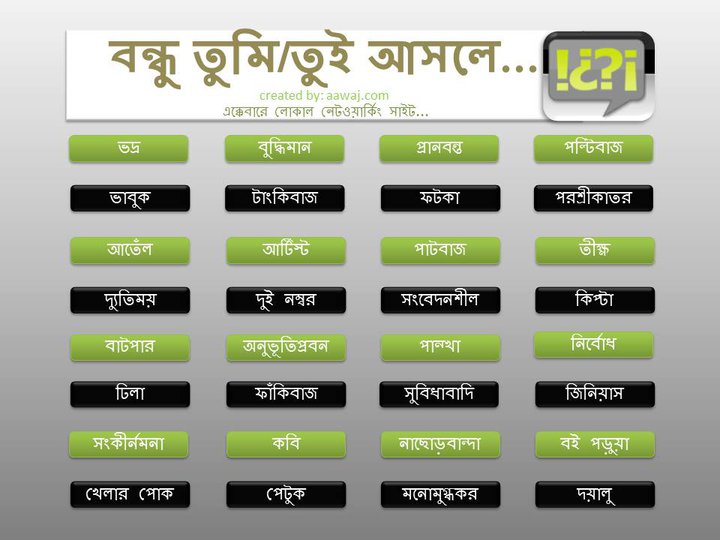 বন্ধু তুমি/তুই আসলে...
!¿?¡
created by: aawaj.com
এক্কেবারে লোকাল নেটওয়ার্কিং সাইট...
ভদ্র বুদ্ধিমান প্রানবন্ত পল্টিবাজ
ভাবুক টাংকিবাজ ফটকা পরশ্রীকাতর
আতেঁল আর্টিস্ট পাটবাজ তীক্ষ
দ্যুতিময় দুই নম্বর সংবেদনশীল কিপ্টা
বাটপার অনুভূতিপ্রবন পাঙ্খা নির্বোধ
ঢিলা ফাঁকিবাজ সুবিধাবাদি জিনিয়াস
সংকীর্নমনা কবি নাছোড়বান্দা বই পড়ুয়া
খেলার পোক পেটুক মনোমুগ্ধকর দয়ালু